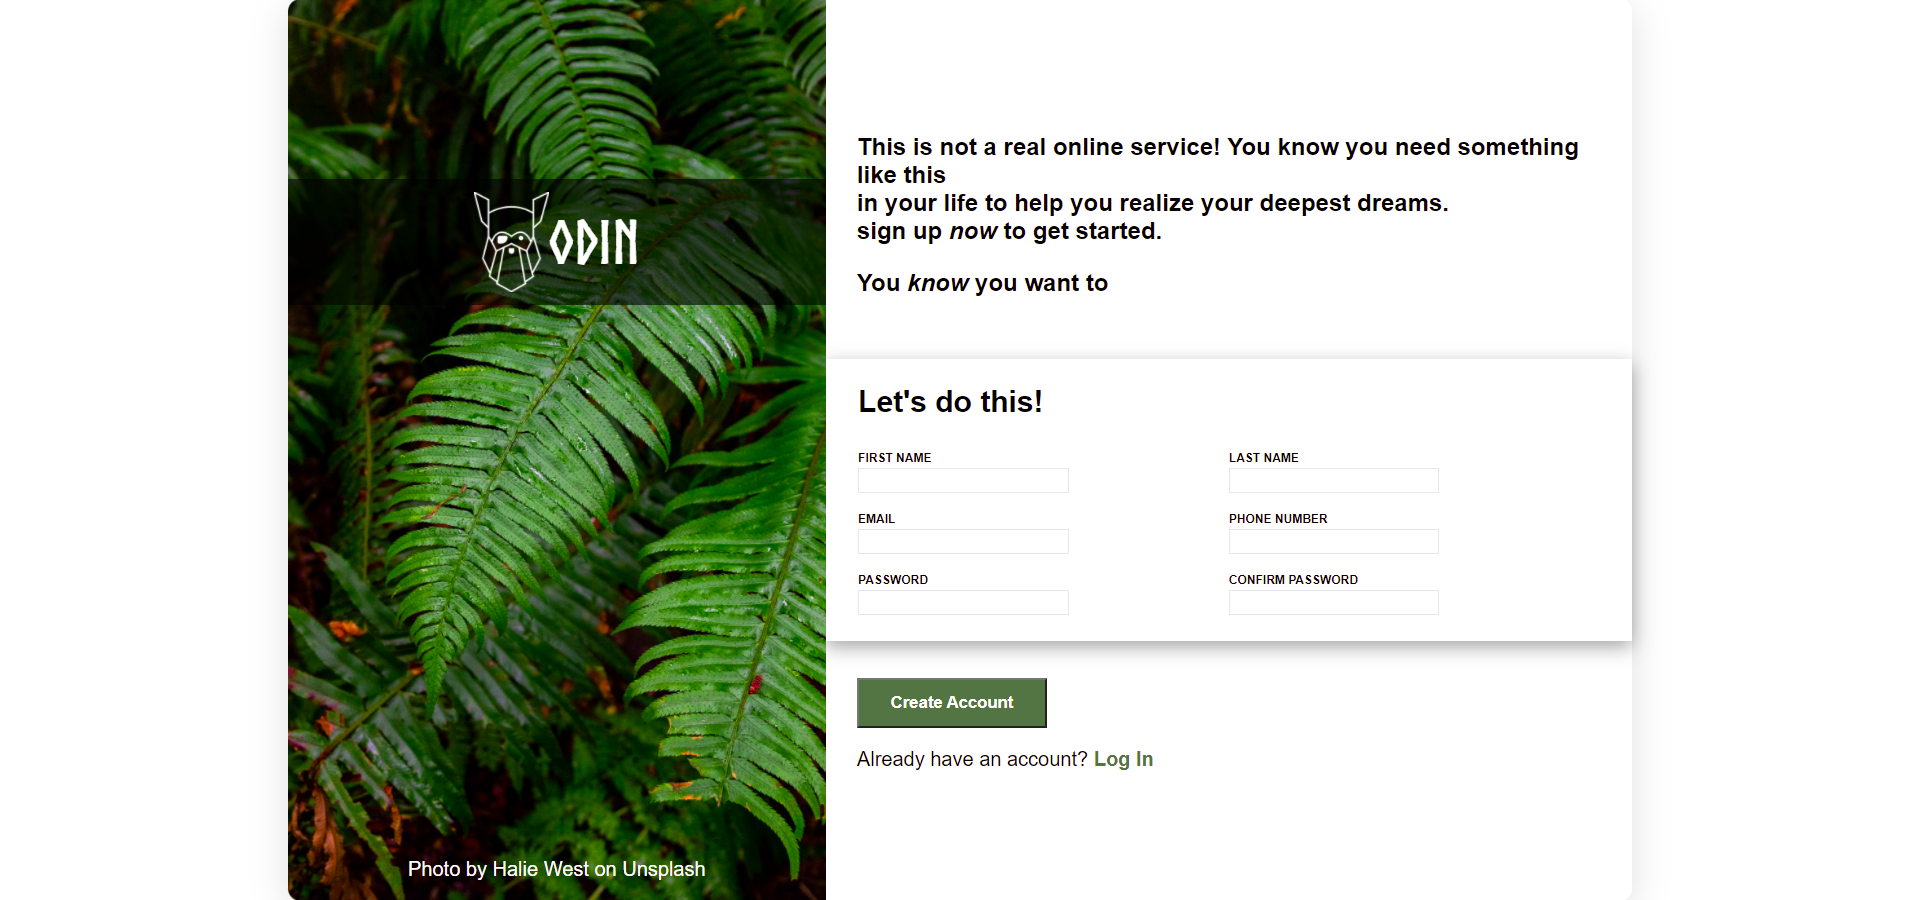 ODIN
Photo by Halie West on Unsplash
This is not a real online service! You know you need something
like this
in your life to help you realize your deepest dreams.
sign up now to get started.
You know you want to
Let's do this!
FIRST NAME
LAST NAME
EMAIL
PHONE NUMBER
PASSWORD
CONFIRM PASSWORD
Create Account
Already have an account? Log In